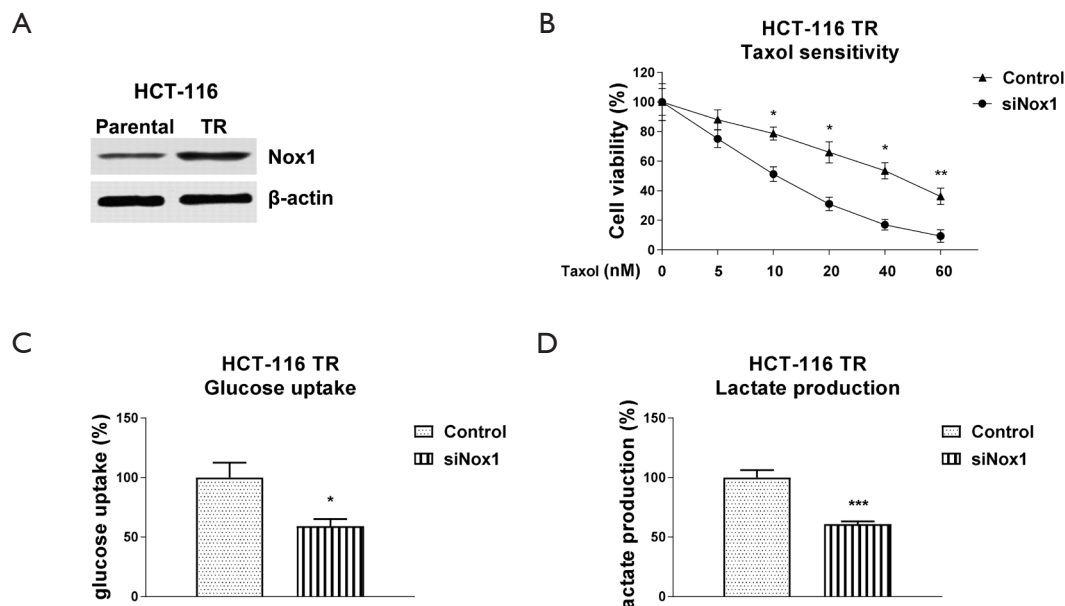 A
HCT-116
Parental TR
Nox1
β-actin
B
HCT-116 TR
Taxol sensitivity
Cell viability (%)
120
100
80
60
40
20
0
*
*
*
**
Control
siNox1
Taxol (nM) 0 5 10 20 40 60
C
HCT-116 TR
Glucose uptake
glucose uptake (%)
150
100
50
0
*
Control
siNox1
D
HCT-116 TR
Lactate production
actate production (%)
150
100
50
0
***
Control
siNox1